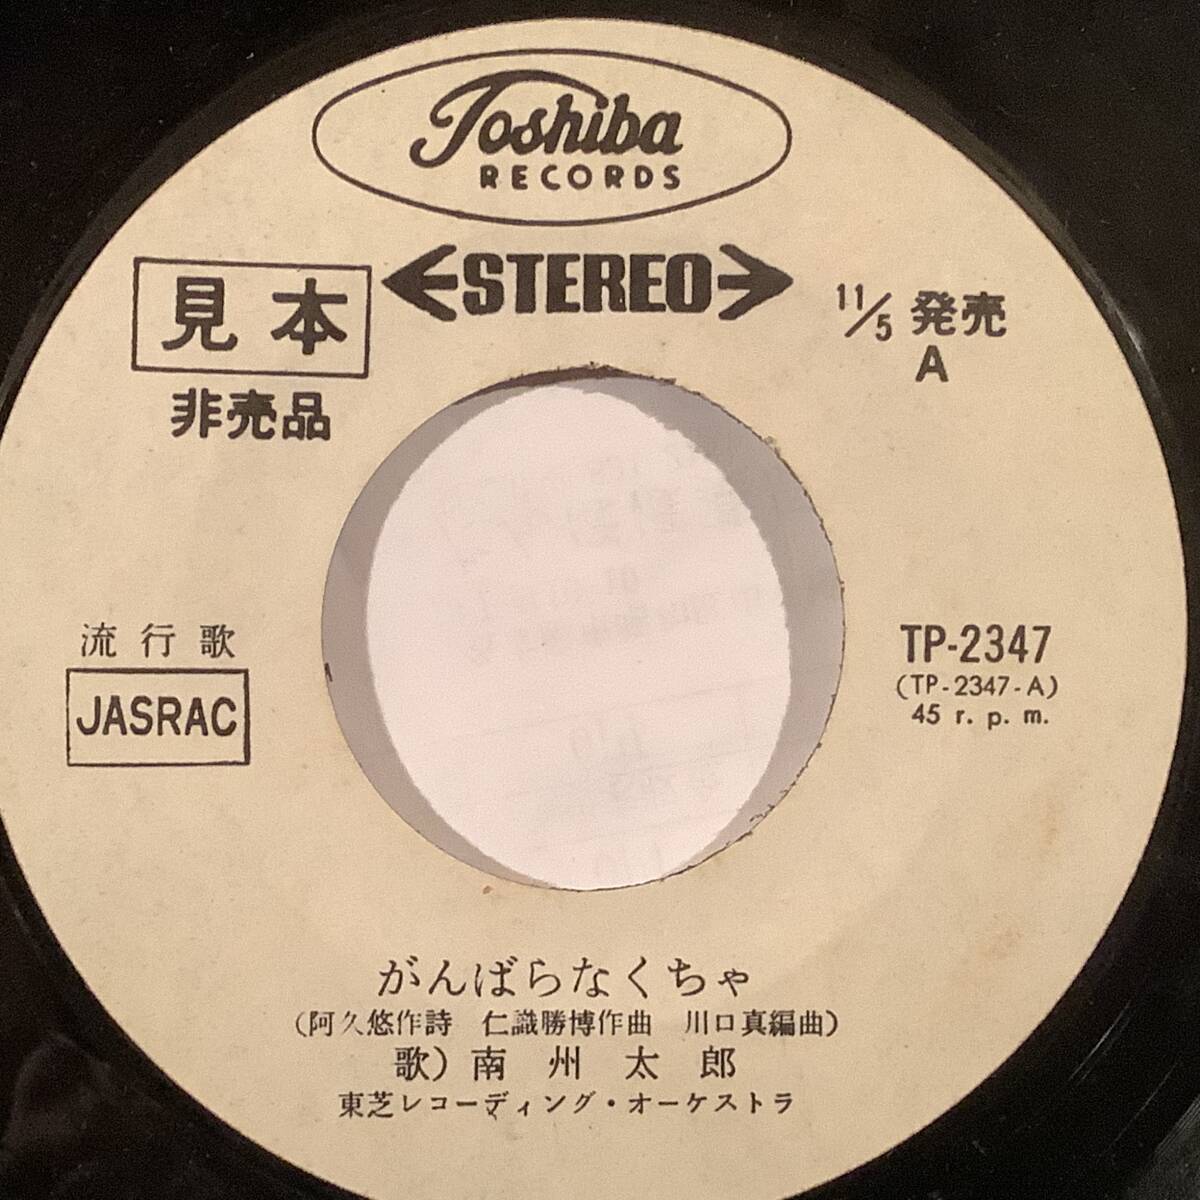 Toshiba
RECORDS
STEREO
見本
非売品
11/5 発売
A
流行歌
JASRAC
TP-2347
(TP-2347-A)
45 r.p.m.
がんばらなくちゃ
(阿久悠作詩 仁識勝博作曲 川口真編曲)
歌) 南州太郎
東芝レコーディング・オーケストラ